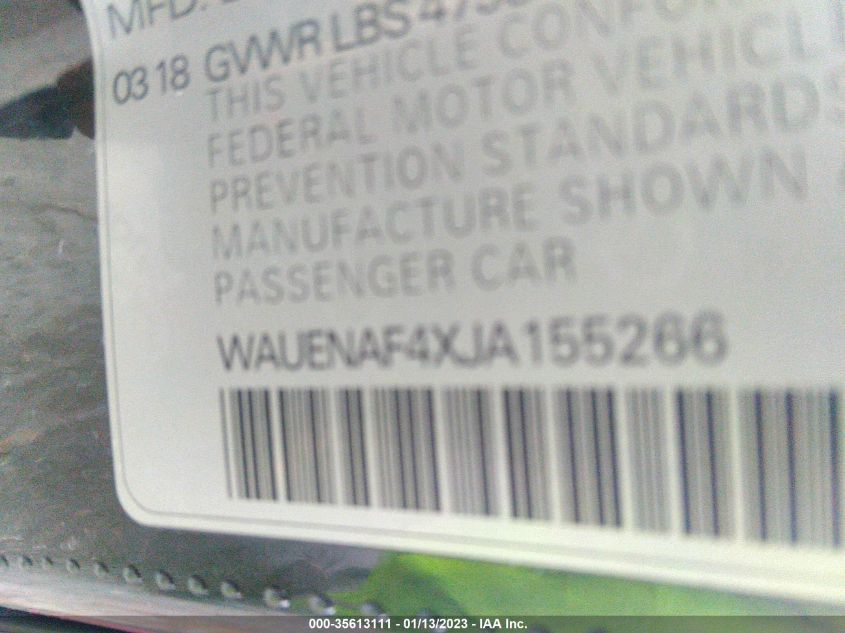 MFD.
03 18 GVWR LBS 475
THIS VEHICLE CONFOR
FEDERAL MOTOR VEHICL
PREVENTION STANDARDS
MANUFACTURE SHOWN
PASSENGER CAR
WAUENAF4XJA155266
000-35613111 - 01/13/2023 - IAA Inc.